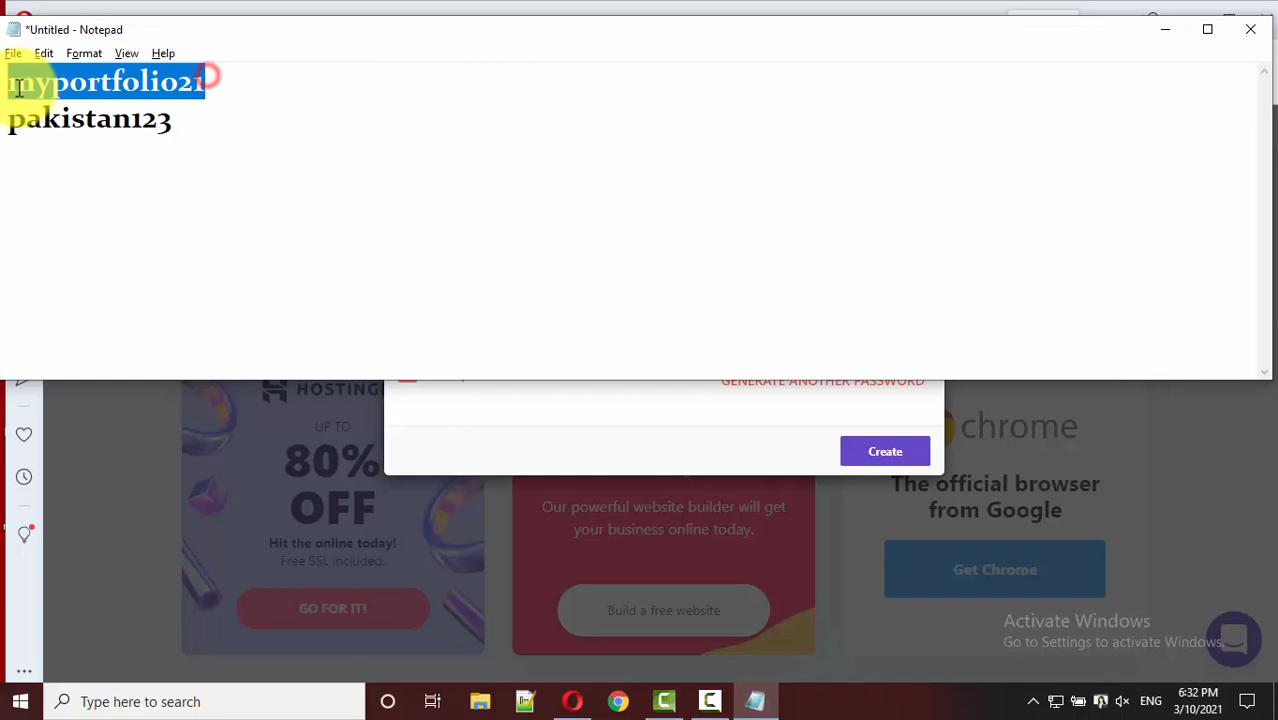 *Untitled - Notepad
File Edit Format View Help
myportfolio21
pakistan123
GENERATE ANOTHER PASSWORD
Create
HOSTING
UP TO
80%
OFF
Hit the online today!
Free SSL included.
GO FOR IT!
Our powerful website builder will get
your business online today.
Build a free website
chrome
The official browser
from Google
Get Chrome
Activate Windows
Go to Settings to activate Windows.
Type here to search
ENG
6:32 PM
3/10/2021